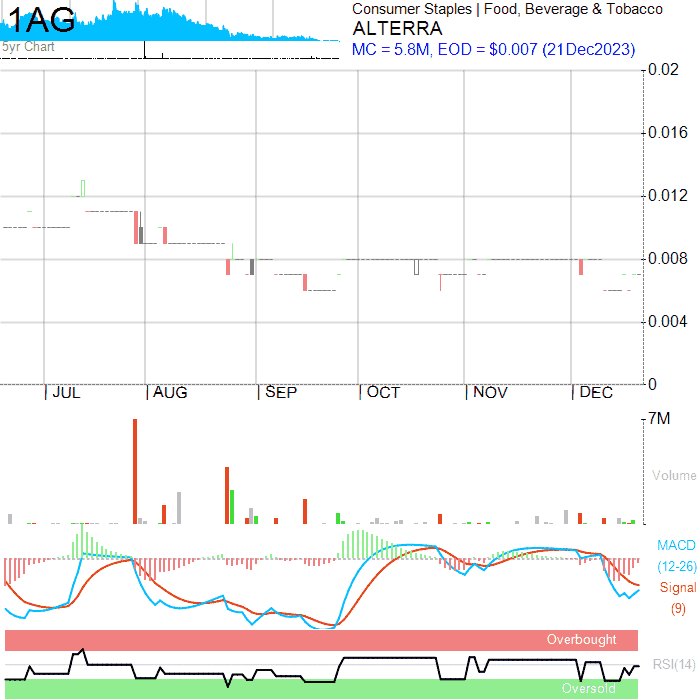 1AG
5yr Chart
Consumer Staples | Food, Beverage & Tobacco
ALTERRA
MC = 5.8M, EOD = $0.007 (21Dec2023)
0.02
0.016
0.012
0.008
0.004
0
JUL
AUG
SEP
OCT
NOV
DEC
7M
Volume
MACD
(12-26)
Signal
(9)
Overbought
RSI(14)
Oversold